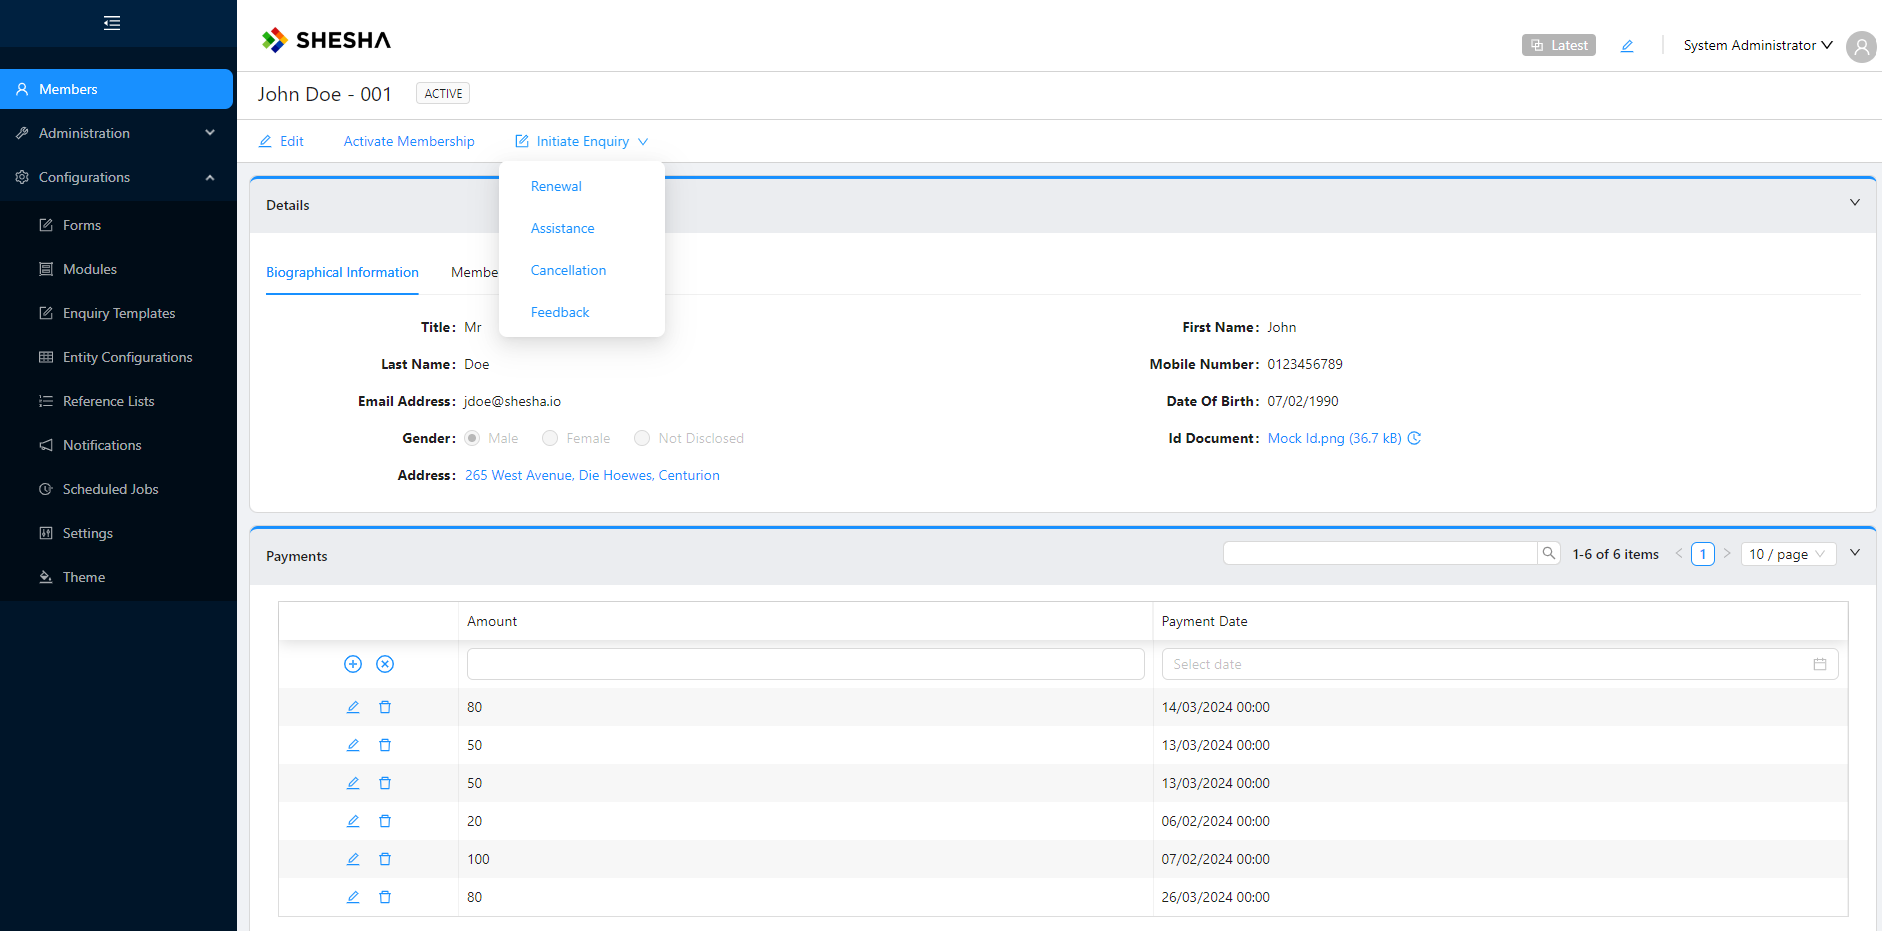 SHESHA
Latest
System Administrator
Members
Administration
Configurations
Forms
Modules
Enquiry Templates
Entity Configurations
Reference Lists
Notifications
Scheduled Jobs
Settings
Theme
John Doe - 001 ACTIVE
Edit Activate Membership Initiate Enquiry
Renewal
Assistance
Cancellation
Feedback
Details
Biographical Information Membe
Title: Mr
First Name: John
Last Name: Doe
Mobile Number: 0123456789
Email Address: jdoe@shesha.io
Date Of Birth: 07/02/1990
Gender: Male Female Not Disclosed
Id Document: Mock Id.png (36.7 kB)
Address: 265 West Avenue, Die Hoewes, Centurion
Payments 1-6 of 6 items 1 10 / page
Amount Payment Date
Select date
80 14/03/2024 00:00
50 13/03/2024 00:00
50 13/03/2024 00:00
20 06/02/2024 00:00
100 07/02/2024 00:00
80 26/03/2024 00:00